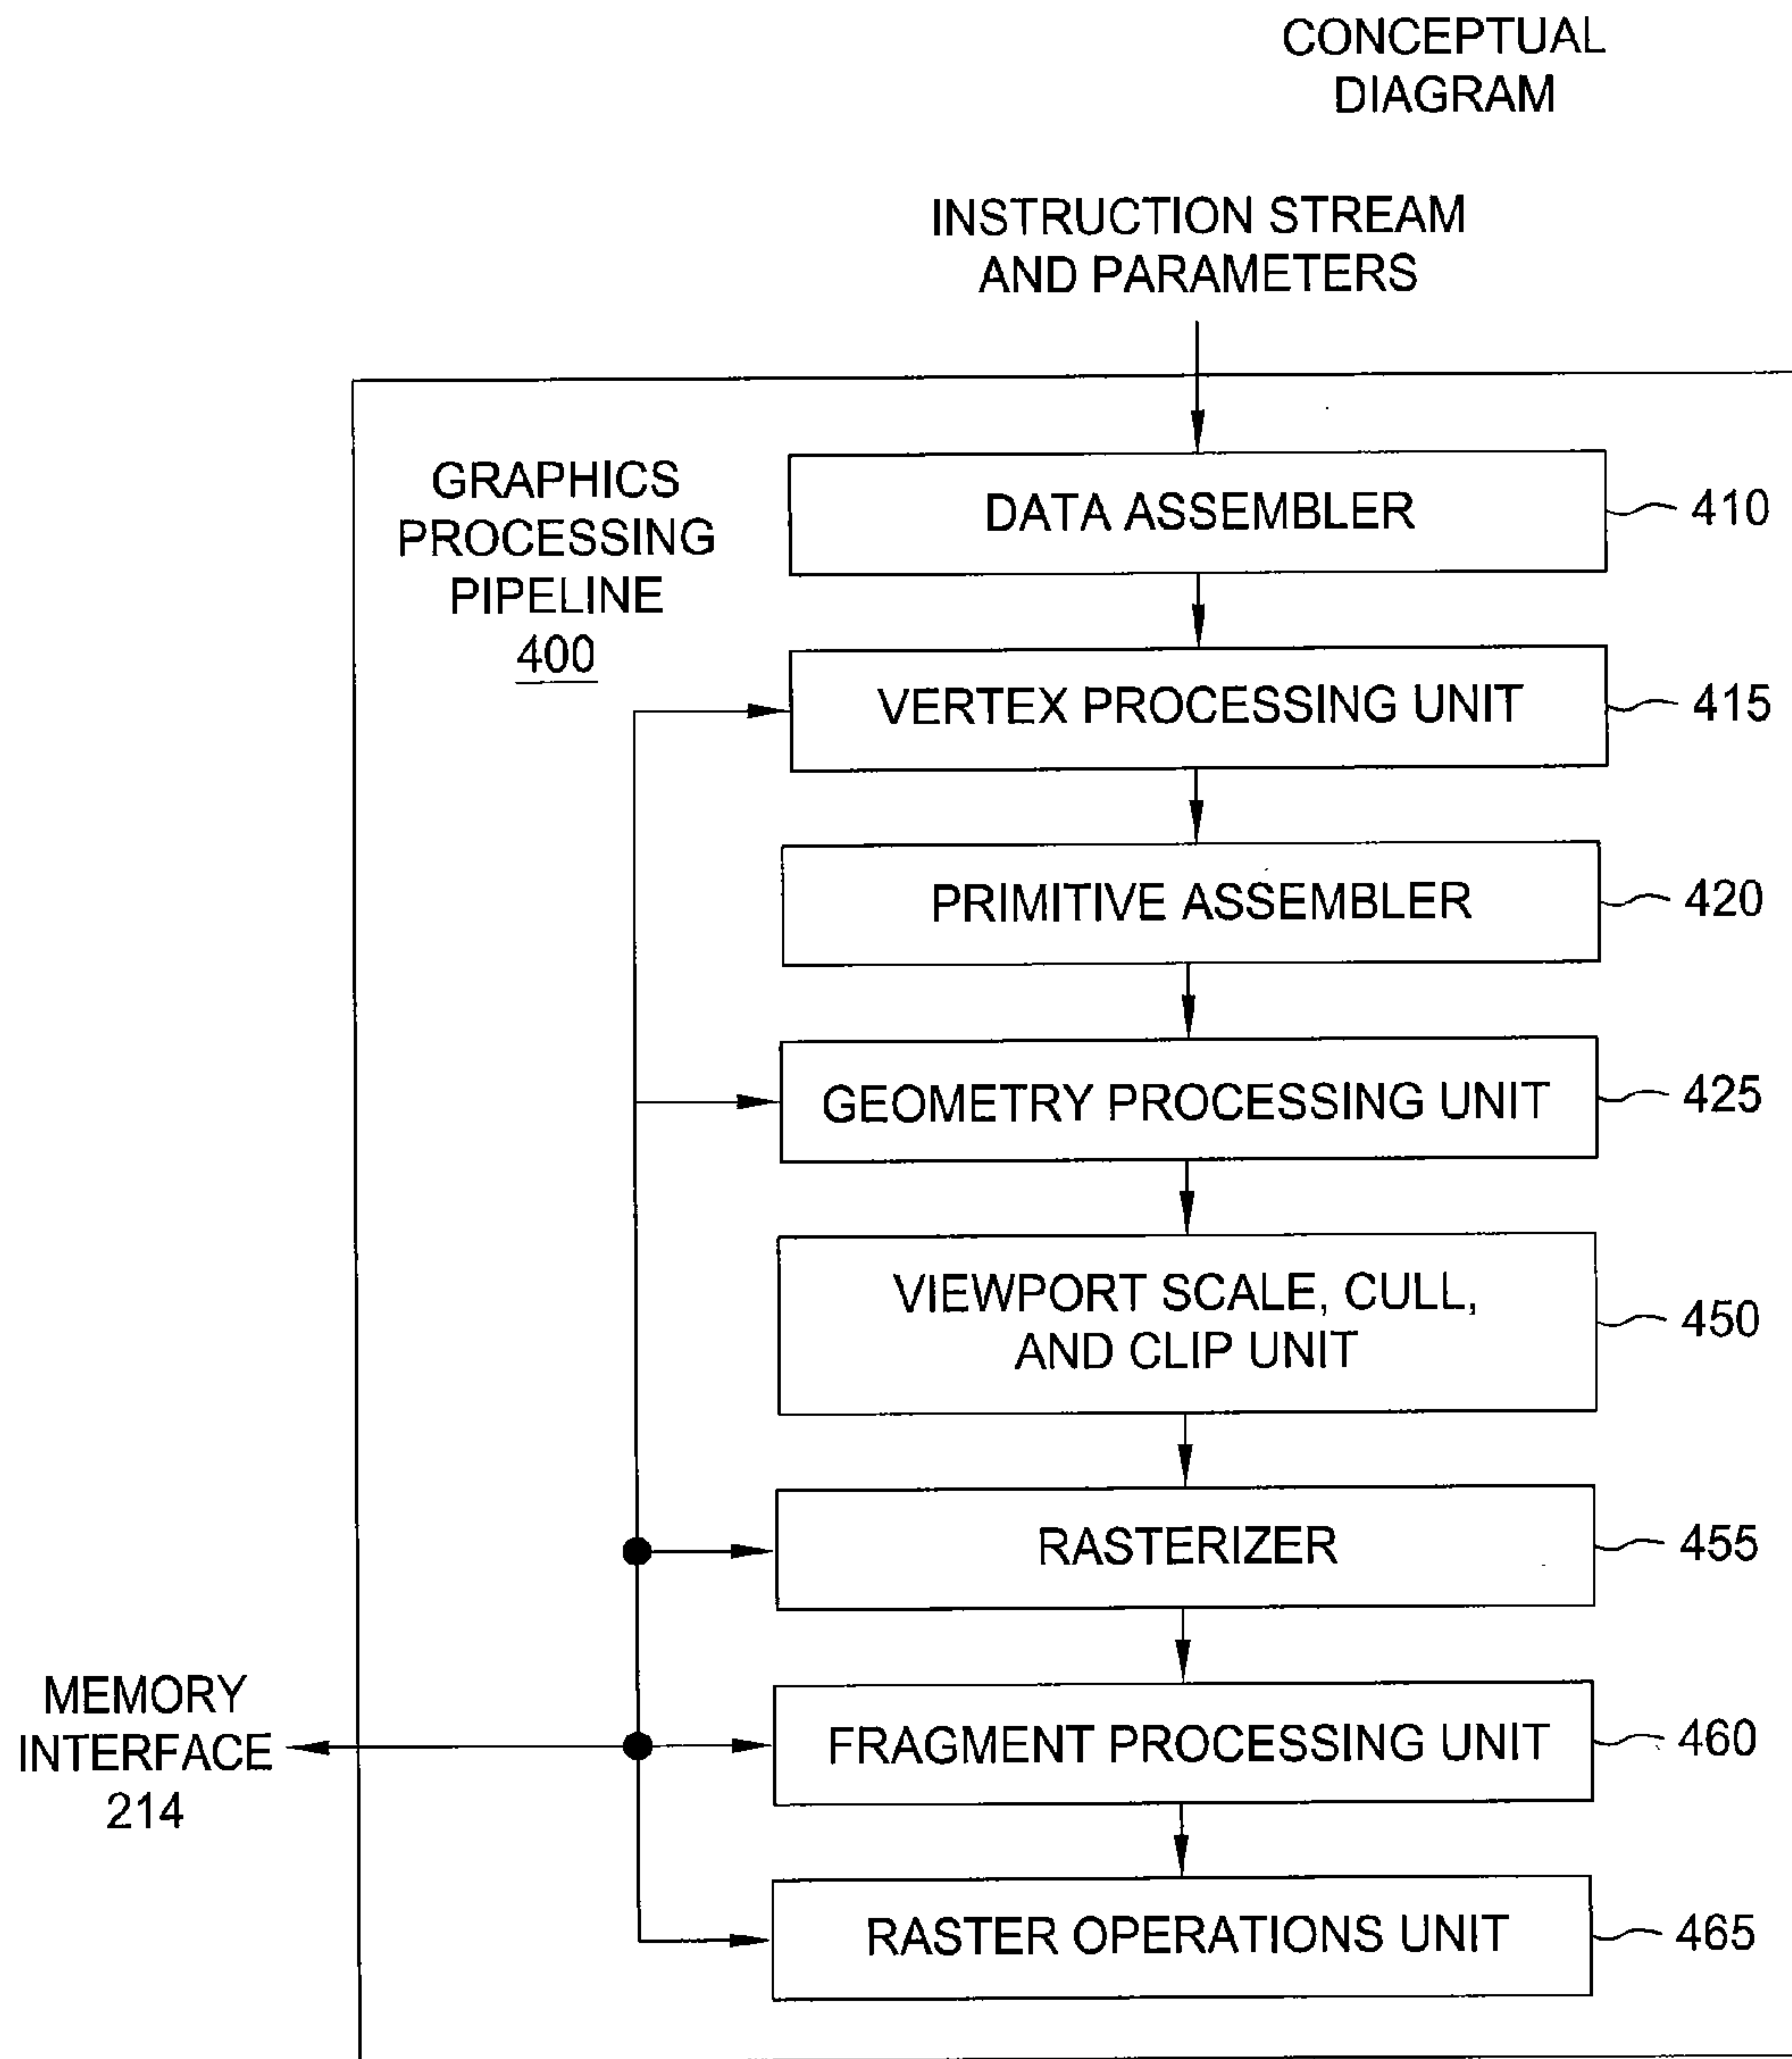 CONCEPTUAL
DIAGRAM
INSTRUCTION STREAM
AND PARAMETERS
GRAPHICS
PROCESSING
PIPELINE
400
DATA ASSEMBLER
410
VERTEX PROCESSING UNIT
415
PRIMITIVE ASSEMBLER
420
GEOMETRY PROCESSING UNIT
425
VIEWPORT SCALE, CULL,
AND CLIP UNIT
450
RASTERIZER
455
MEMORY
INTERFACE
214
FRAGMENT PROCESSING UNIT
460
RASTER OPERATIONS UNIT
465